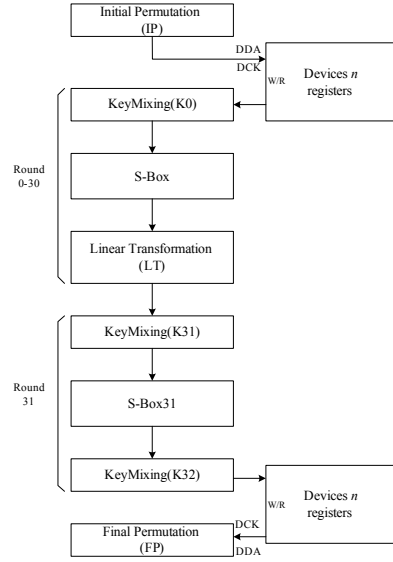 Initial Permutation
(IP)
DDA
DCK
W/R
Devices n
registers
KeyMixing(K0)
Round
0-30
S-Box
Linear Transformation
(LT)
KeyMixing(K31)
Round
31
S-Box31
KeyMixing(K32)
W/R
Devices n
registers
DCK
Final Permutation
(FP)
DDA